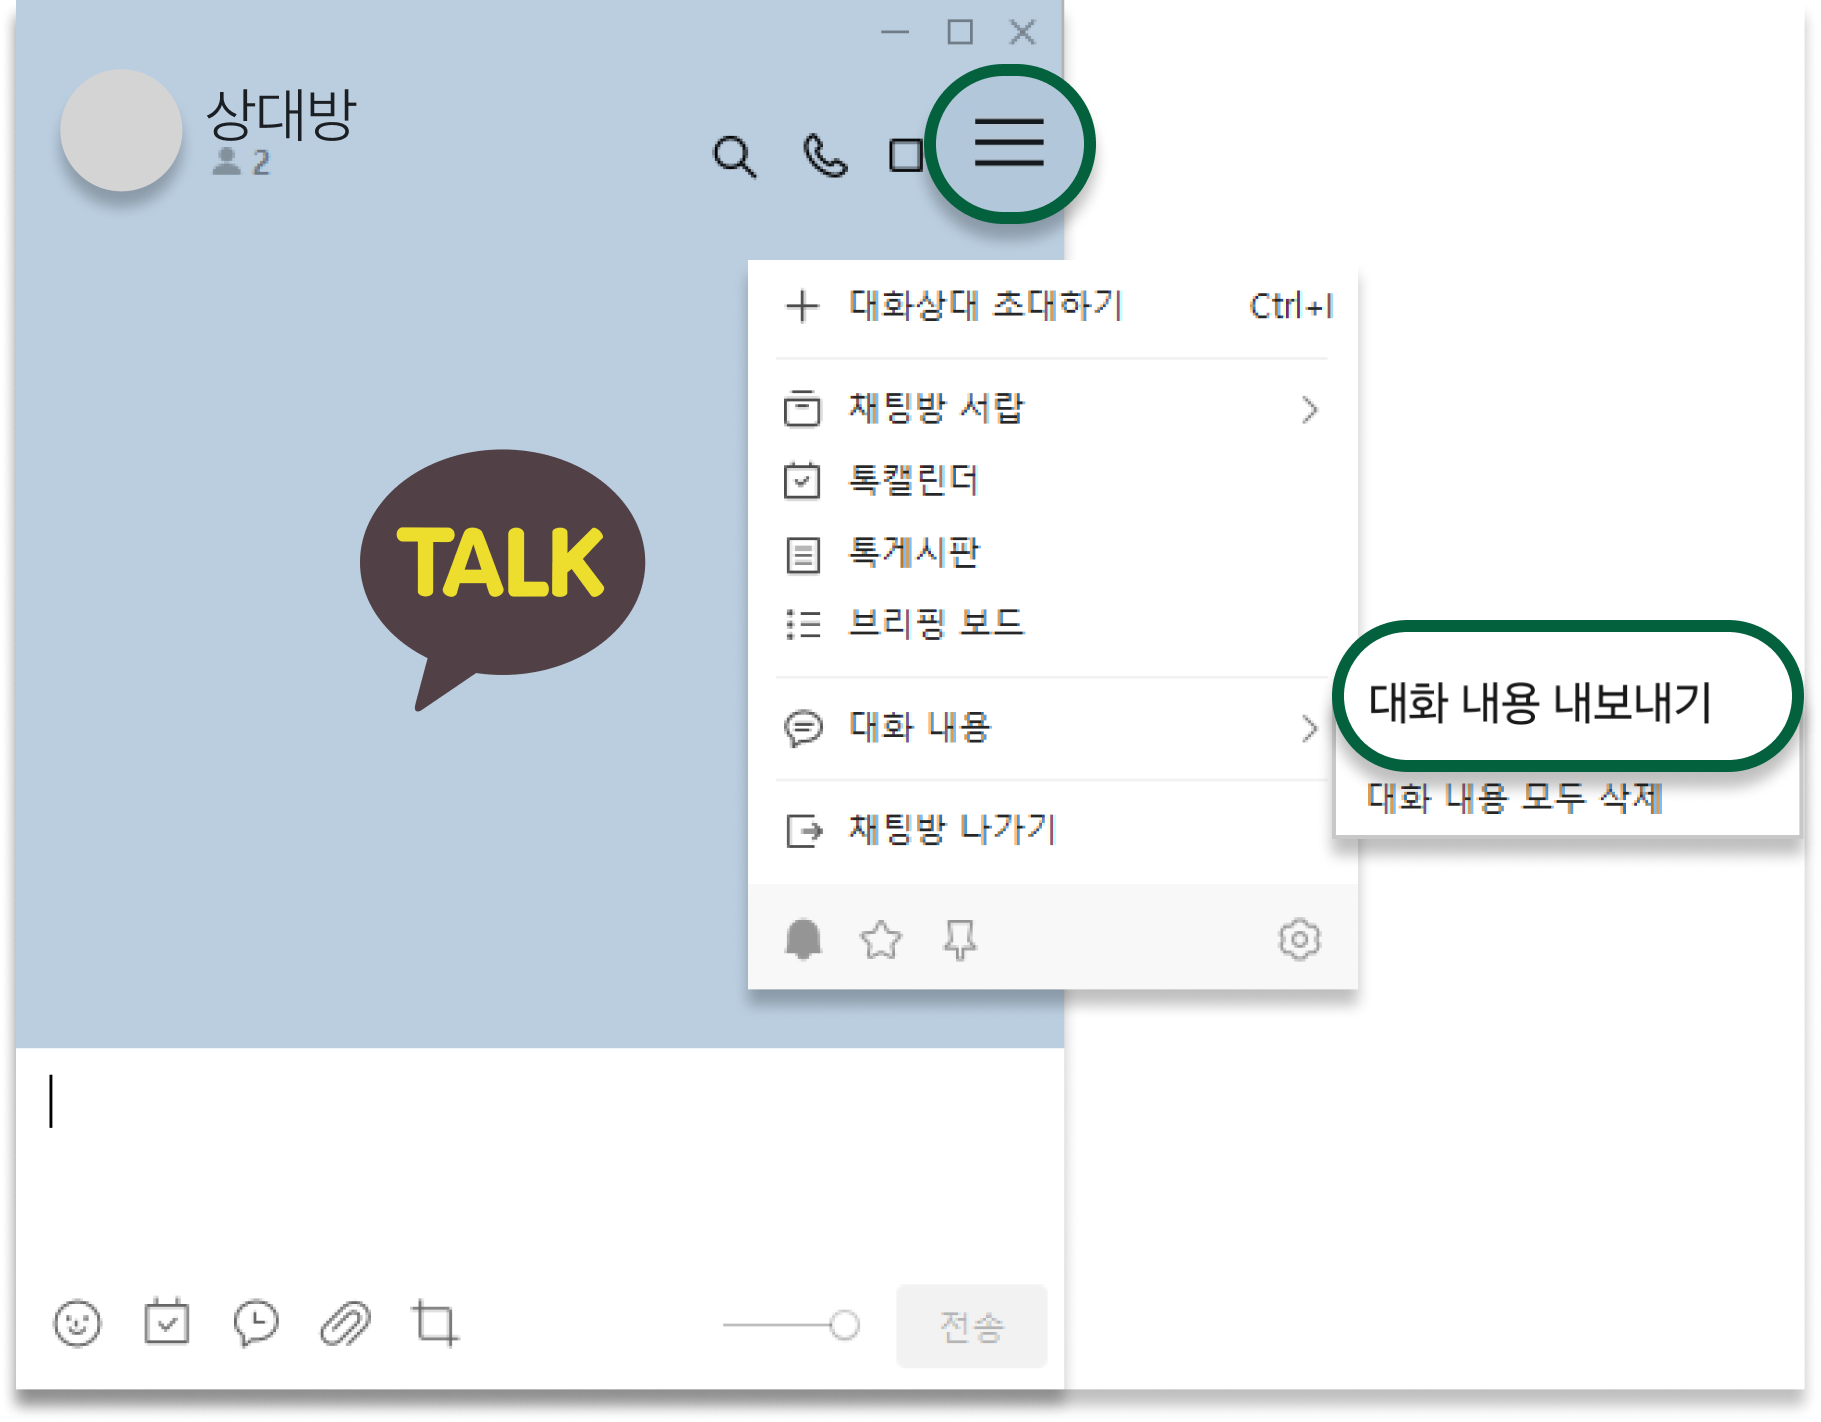 상대방
2
TALK
대화상대 초대하기 Ctrl+I
채팅방 서랍
톡캘린더
톡게시판
브리핑 보드
대화 내용
대화 내용 내보내기
대화 내용 모두 삭제
채팅방 나가기
전송